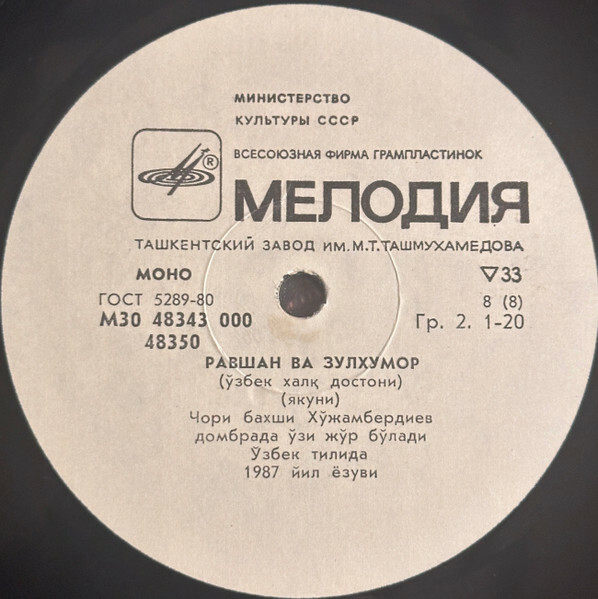 МИНИСТЕРСТВО
КУЛЬТУРЫ СССР
®
ВСЕСОЮЗНАЯ ФИРМА ГРАМПЛАСТИНОК
МЕЛОДИЯ
ТАШКЕНТСКИЙ ЗАВОД ИМ. М.Т. ТАШМУХАМЕДОВА
МОНО ▽33
ГОСТ 5289-80 8 (8)
М30 48343 000 Гр. 2. 1-20
48350
РАВШАН ВА ЗУЛХУМОР
(ўзбек халқ достони)
(якуни)
Чори бахши Хўжамбердиев
домбрада ўзи жўр бўлади
Ўзбек тилида
1987 йил ёзуви